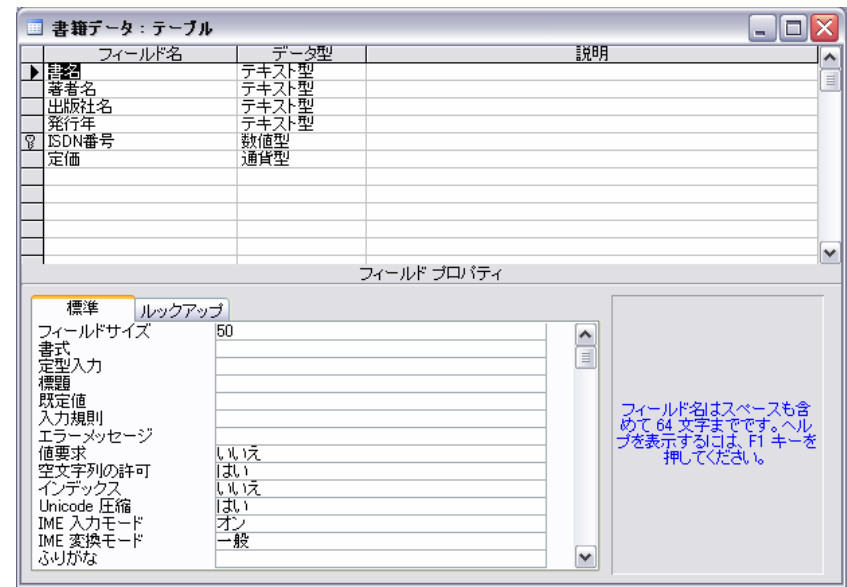 書籍データ：テーブル
フィールド名 データ型 説明
書名 テキスト型
著者名 テキスト型
出版社名 テキスト型
発行年 テキスト型
ISDN番号 数値型
定価 通貨型
フィールド プロパティ
標準 ルックアップ
フィールドサイズ 50
書式
定型入力
標題
既定値
入力規則
エラーメッセージ
値要求 いいえ
空文字列の許可 はい
インデックス いいえ
Unicode 圧縮 はい
IME 入力モード オン
IME 変換モード 一般
ふりがな
フィールド名はスペースも含
めて 64 文字までです。ヘル
プを表示するには、F1 キーを
押してください。